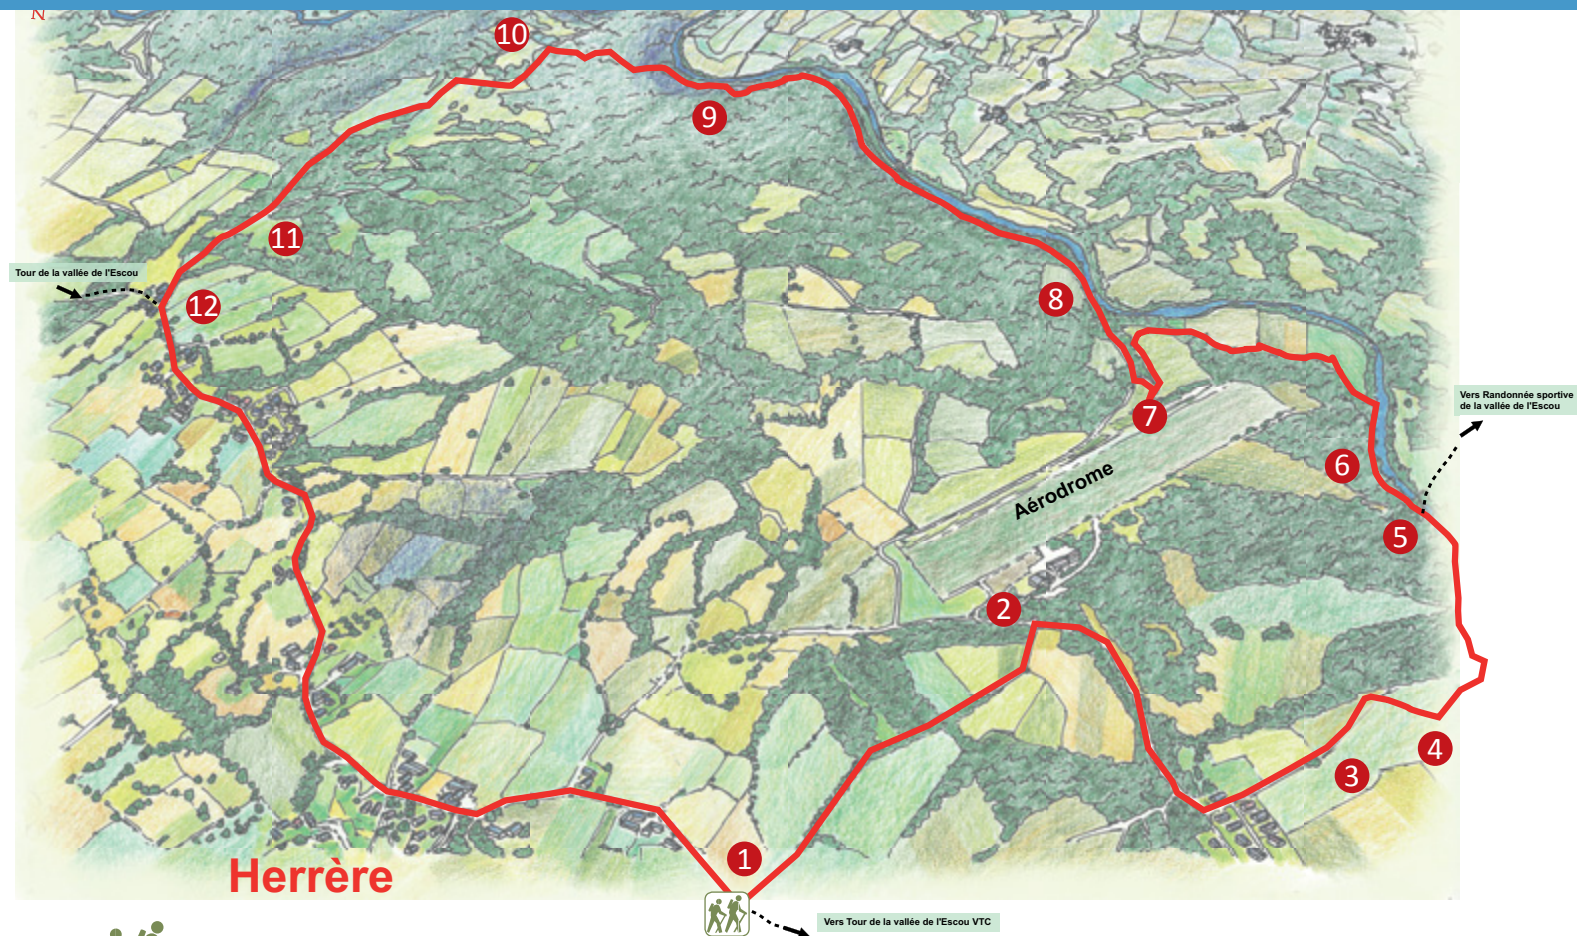 N
10
9
11
Tour de la vallée de l'Escou
12
8
7
Vers Randonnée sportive
de la vallée de l'Escou
6
Aérodrome
5
2
4
3
1
Herrère
Vers Tour de la vallée de l'Escou VTC